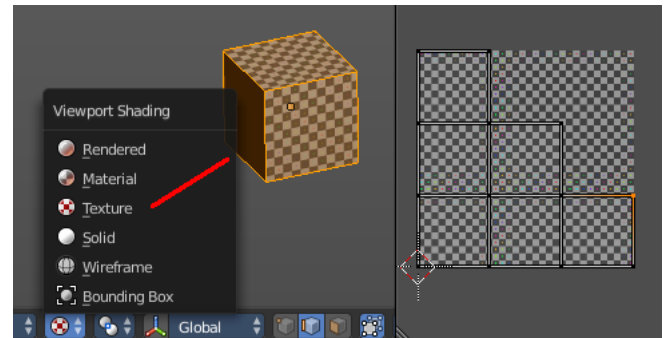 Viewport Shading
Rendered
Material
Texture
Solid
Wireframe
Bounding Box
Global